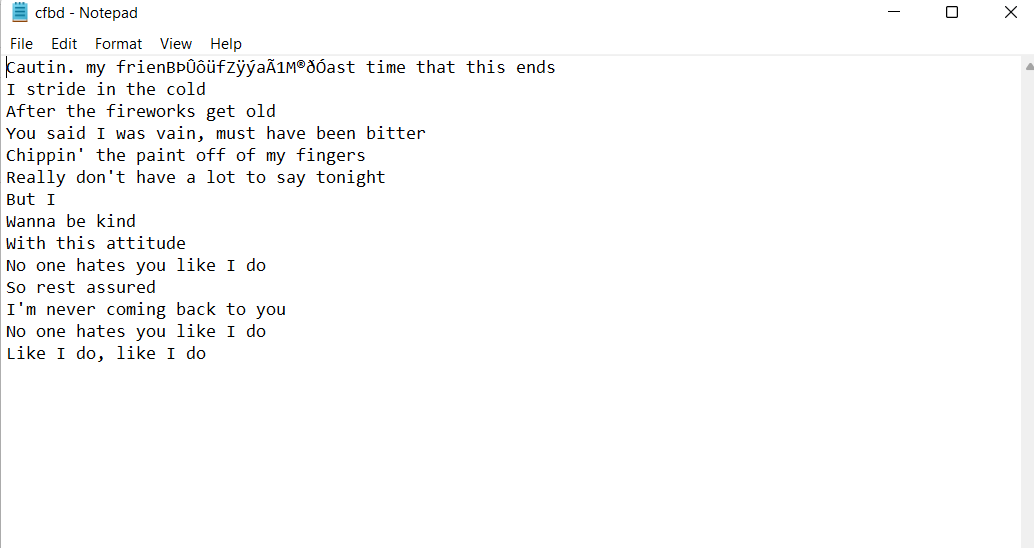 cfbd - Notepad
File Edit Format View Help
Cautin. my frienBÞÛôüfZÿýaÃ1M®ðÓast time that this ends
I stride in the cold
After the fireworks get old
You said I was vain, must have been bitter
Chippin' the paint off of my fingers
Really don't have a lot to say tonight
But I
Wanna be kind
With this attitude
No one hates you like I do
So rest assured
I'm never coming back to you
No one hates you like I do
Like I do, like I do